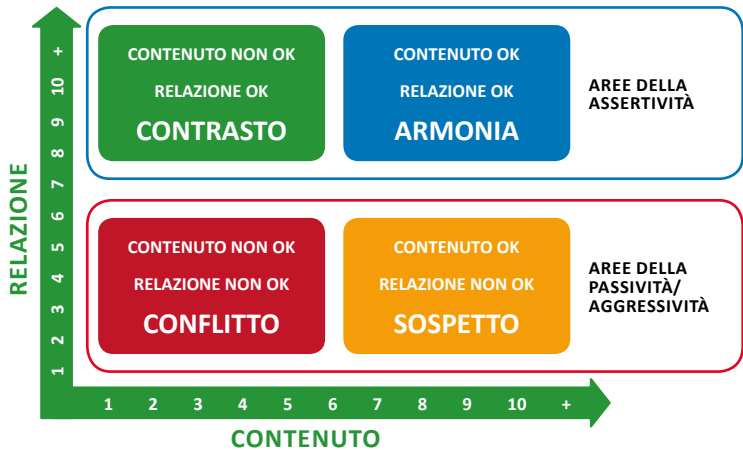 RELAZIONE
+
10
9
8
7
6
5
4
3
2
1
CONTENUTO NON OK
RELAZIONE OK
CONTRASTO
CONTENUTO OK
RELAZIONE OK
ARMONIA
AREE DELLA
ASSERTIVITÀ
CONTENUTO NON OK
RELAZIONE NON OK
CONFLITTO
CONTENUTO OK
RELAZIONE NON OK
SOSPETTO
AREE DELLA
PASSIVITÀ/
AGGRESSIVITÀ
1 2 3 4 5 6 7 8 9 10 +
CONTENUTO